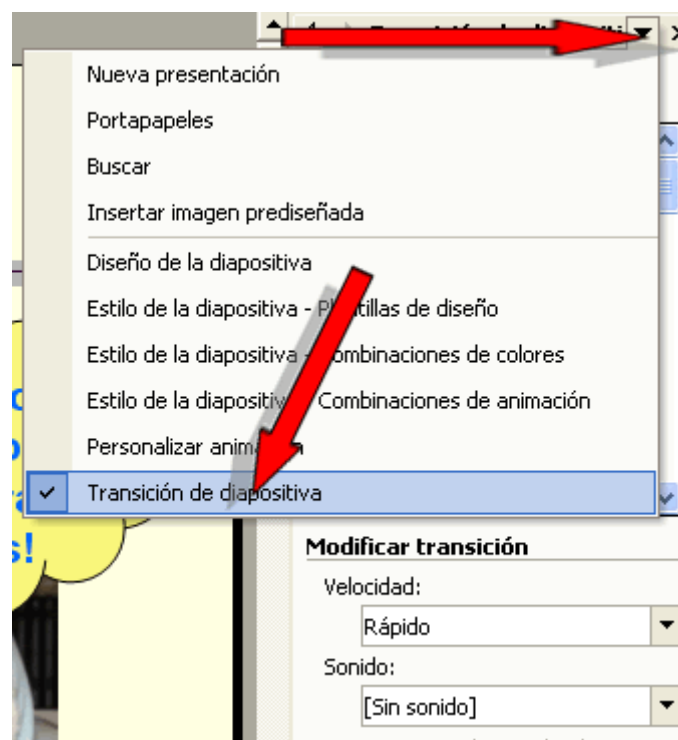 Nueva presentación
Portapapeles
Buscar
Insertar imagen prediseñada
Diseño de la diapositiva
Estilo de la diapositiva - Plantillas de diseño
Estilo de la diapositiva - Combinaciones de colores
Estilo de la diapositiva - Combinaciones de animación
Personalizar animación
Transición de diapositiva
s!
Modificar transición
Velocidad:
Rápido
Sonido:
[Sin sonido]